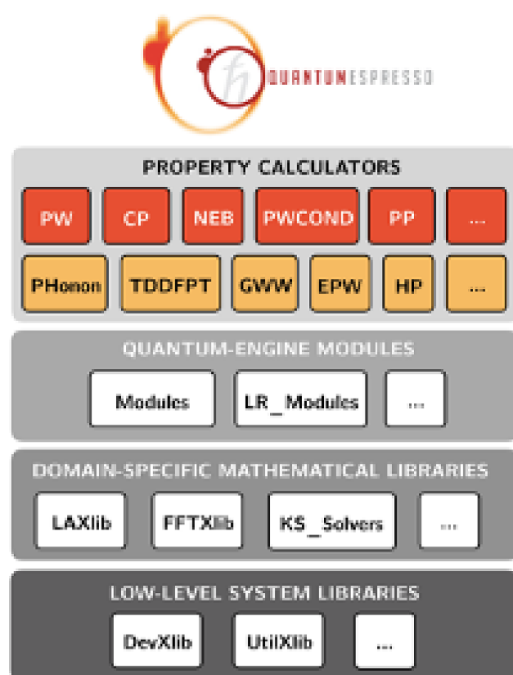 ħ QUANTUMESPRESSO
PROPERTY CALCULATORS
PW CP NEB PWCOND PP ...
PHonon TDDFPT GWW EPW HP ...
QUANTUM-ENGINE MODULES
Modules LR_Modules ...
DOMAIN-SPECIFIC MATHEMATICAL LIBRARIES
LAXlib FFTXlib KS_Solvers ...
LOW-LEVEL SYSTEM LIBRARIES
DevXlib UtilXlib ...